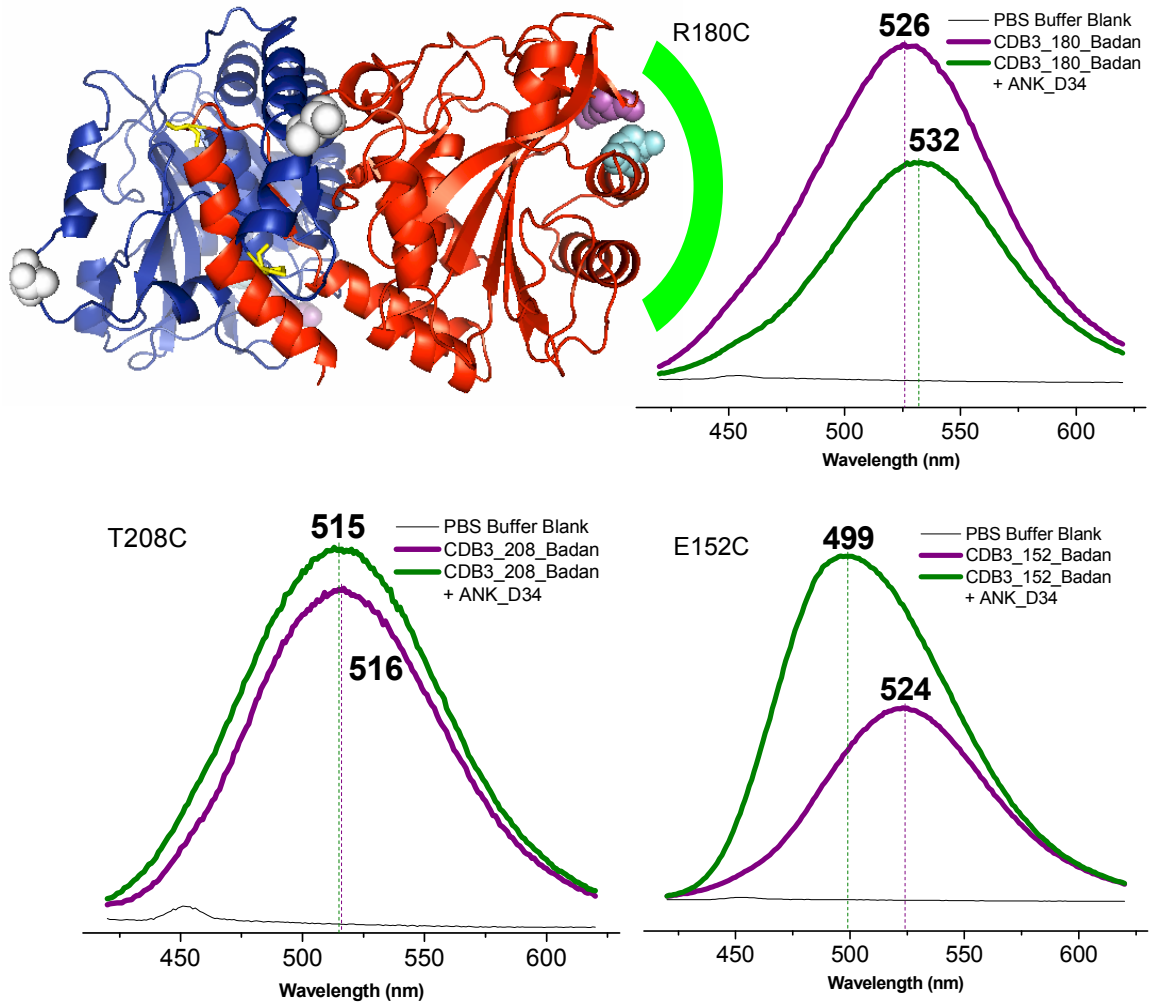 R180C
526
532
PBS Buffer Blank
CDB3_180_Badan
CDB3_180_Badan
+ ANK_D34
450 500 550 600
Wavelength (nm)
T208C
515
516
PBS Buffer Blank
CDB3_208_Badan
CDB3_208_Badan
+ ANK_D34
450 500 550 600
Wavelength (nm)
E152C
499
524
PBS Buffer Blank
CDB3_152_Badan
CDB3_152_Badan
+ ANK_D34
450 500 550 600
Wavelength (nm)